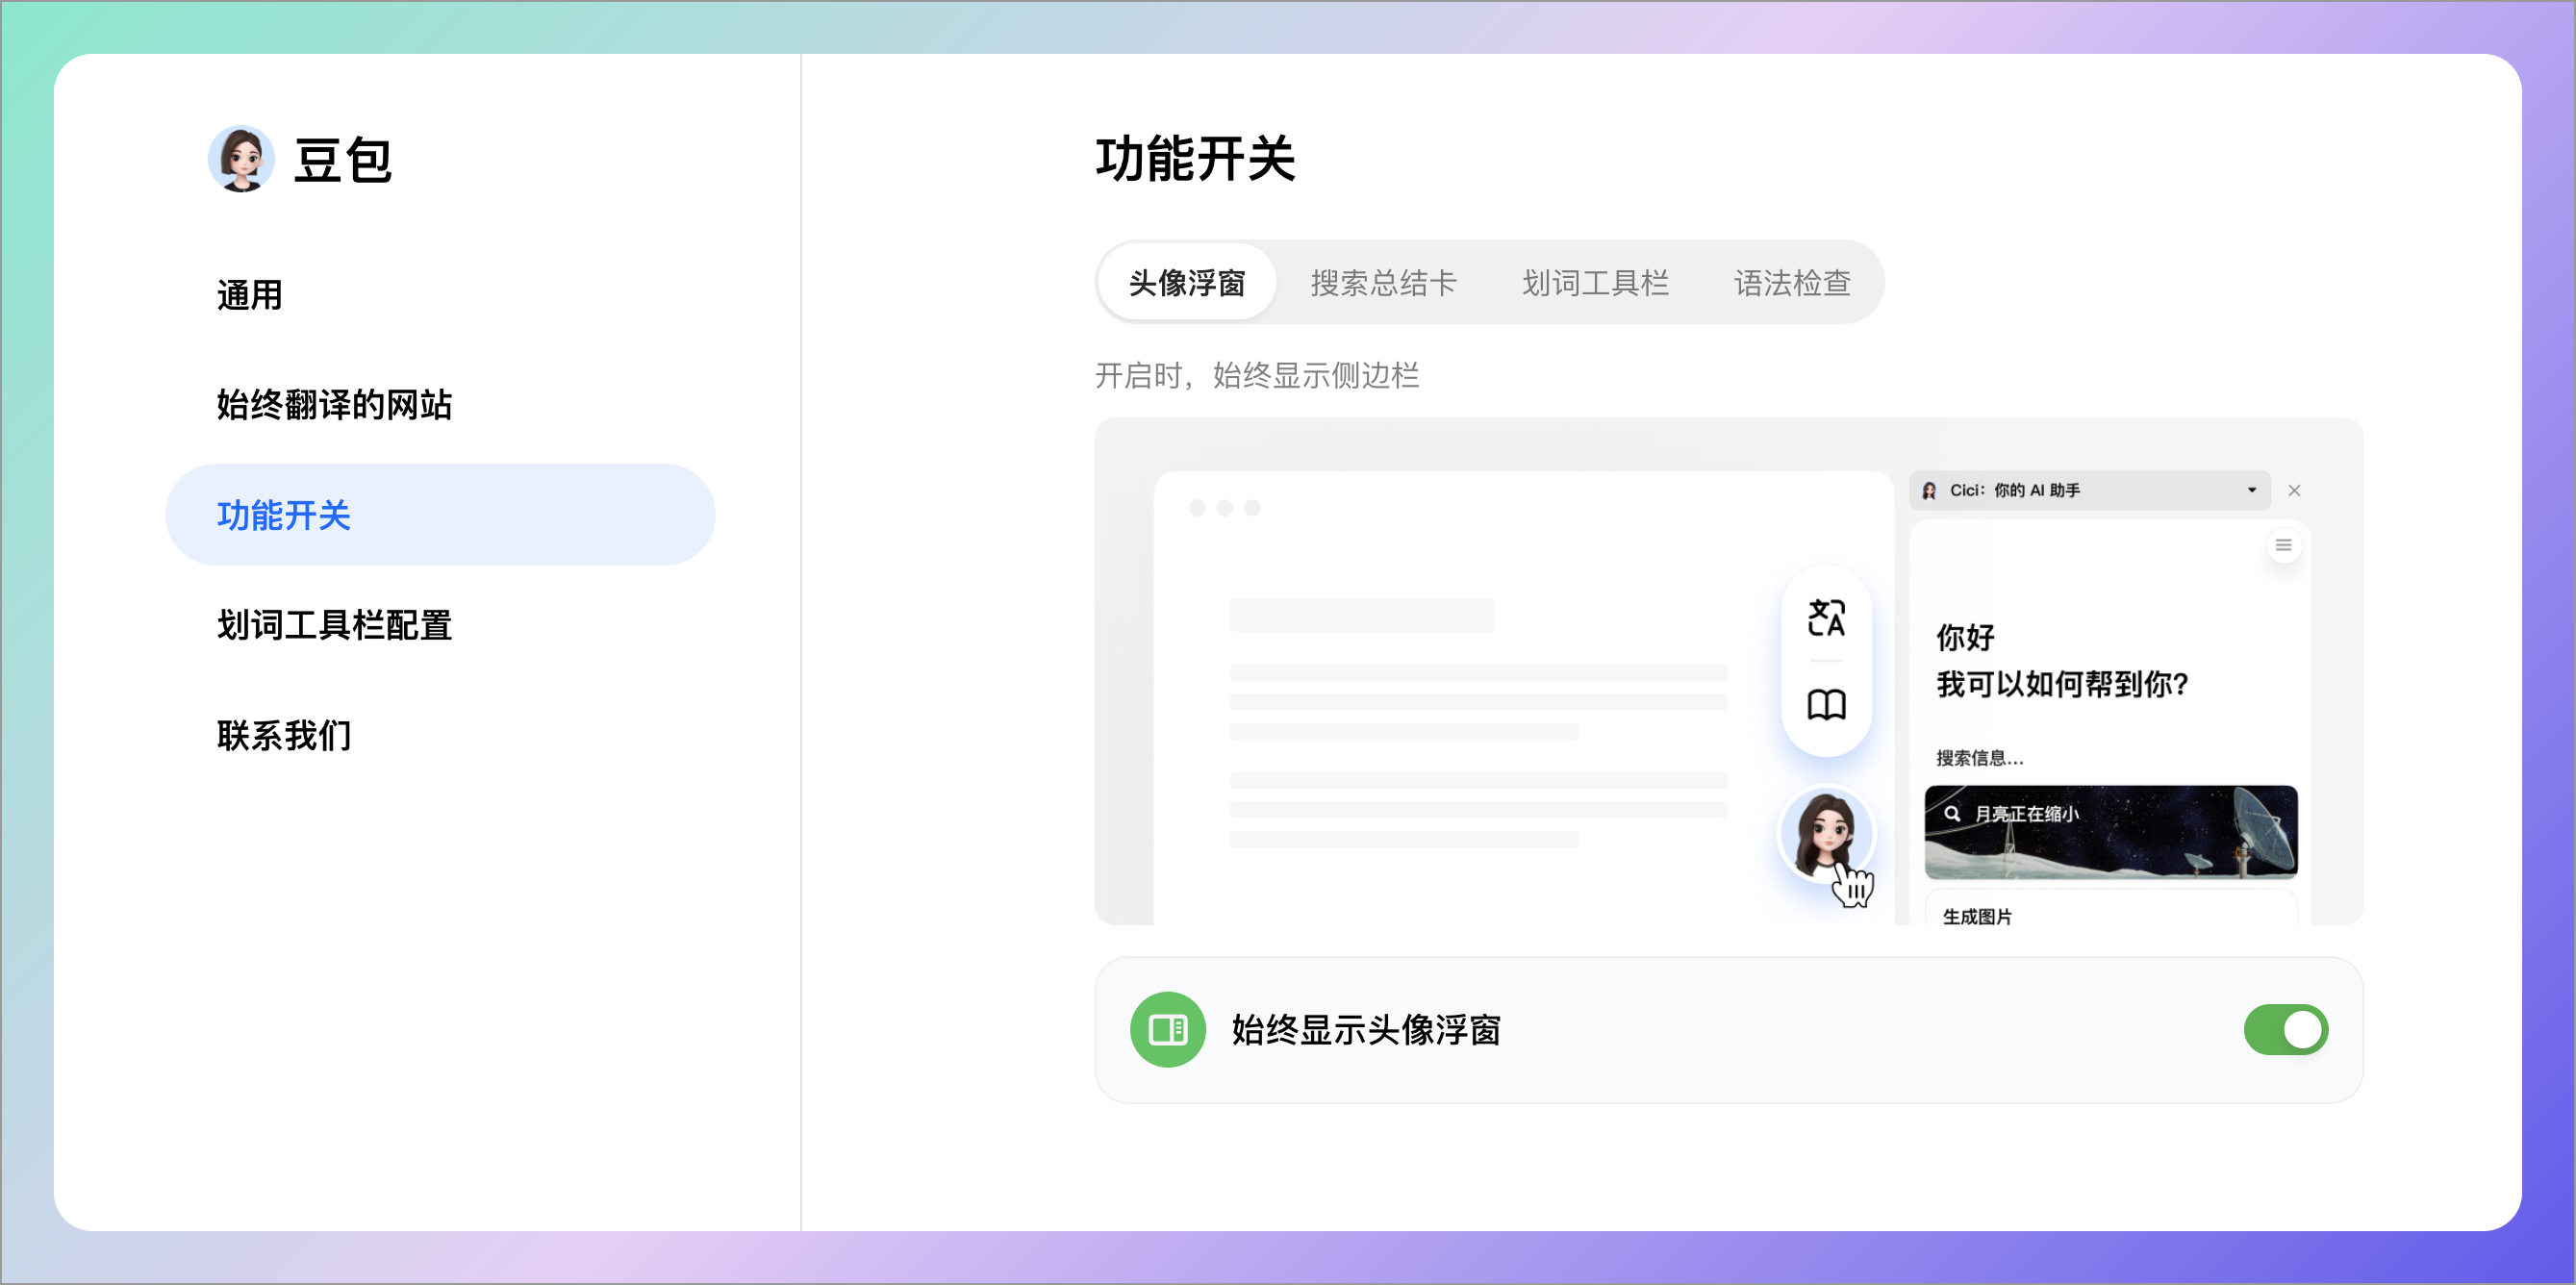 豆包
通用
始终翻译的网站
功能开关
划词工具栏配置
联系我们
功能开关
头像浮窗
搜索总结卡
划词工具栏
语法检查
开启时，始终显示侧边栏
Cici：你的 AI 助手
文A
你好
我可以如何帮到你?
搜索信息...
月亮正在缩小
生成图片
始终显示头像浮窗